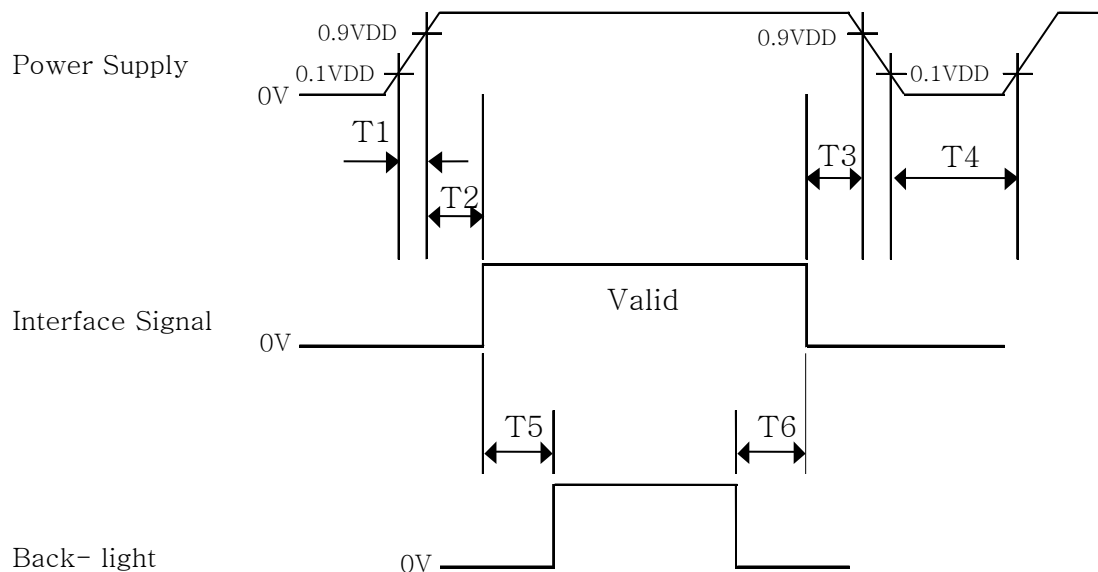 0.9VDD 0.9VDD
Power Supply 0.1VDD 0.1VDD
0V
T1 T3 T4
T2
Valid
Interface Signal
0V
T5 T6
Back- light 0V